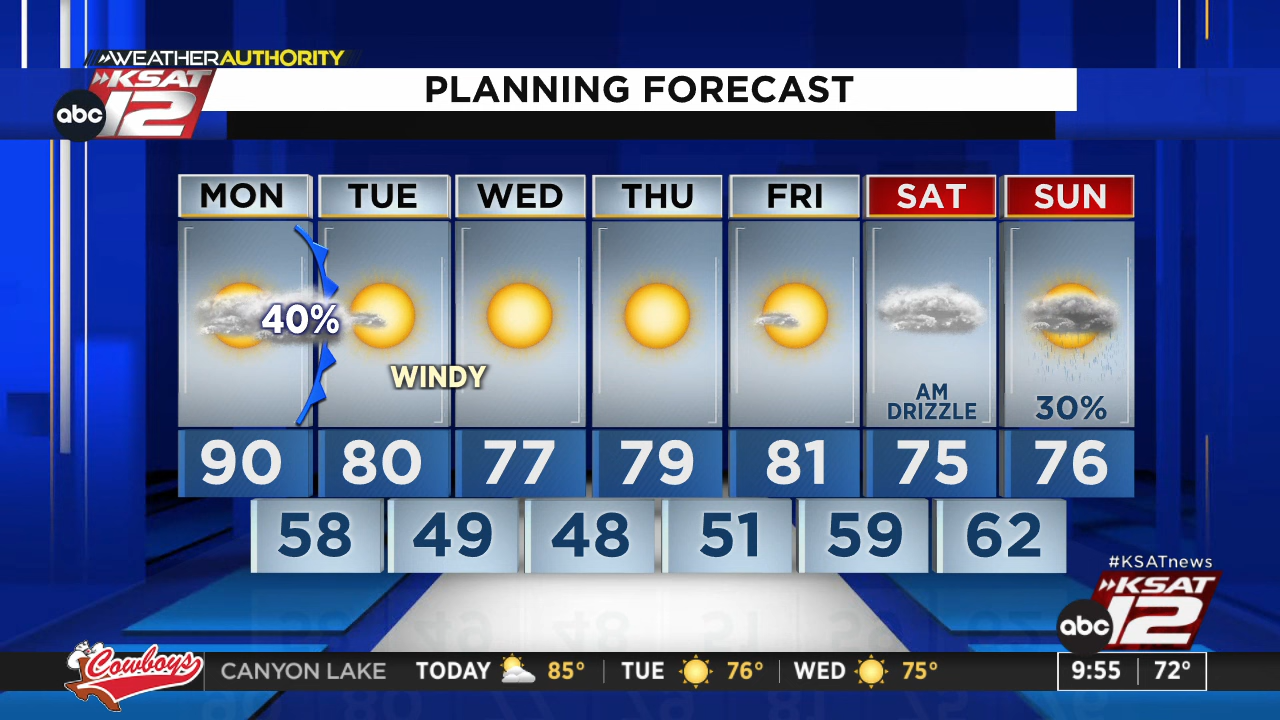 WEATHER AUTHORITY
KSAT
abc 12
PLANNING FORECAST
MON TUE WED THU FRI SAT SUN
40%
WINDY
AM
DRIZZLE
30%
90 80 77 79 81 75 76
58 49 48 51 59 62
#KSATnews
KSAT
abc 12
Cowboys CANYON LAKE TODAY 85° TUE 76° WED 75° 9:55 72°